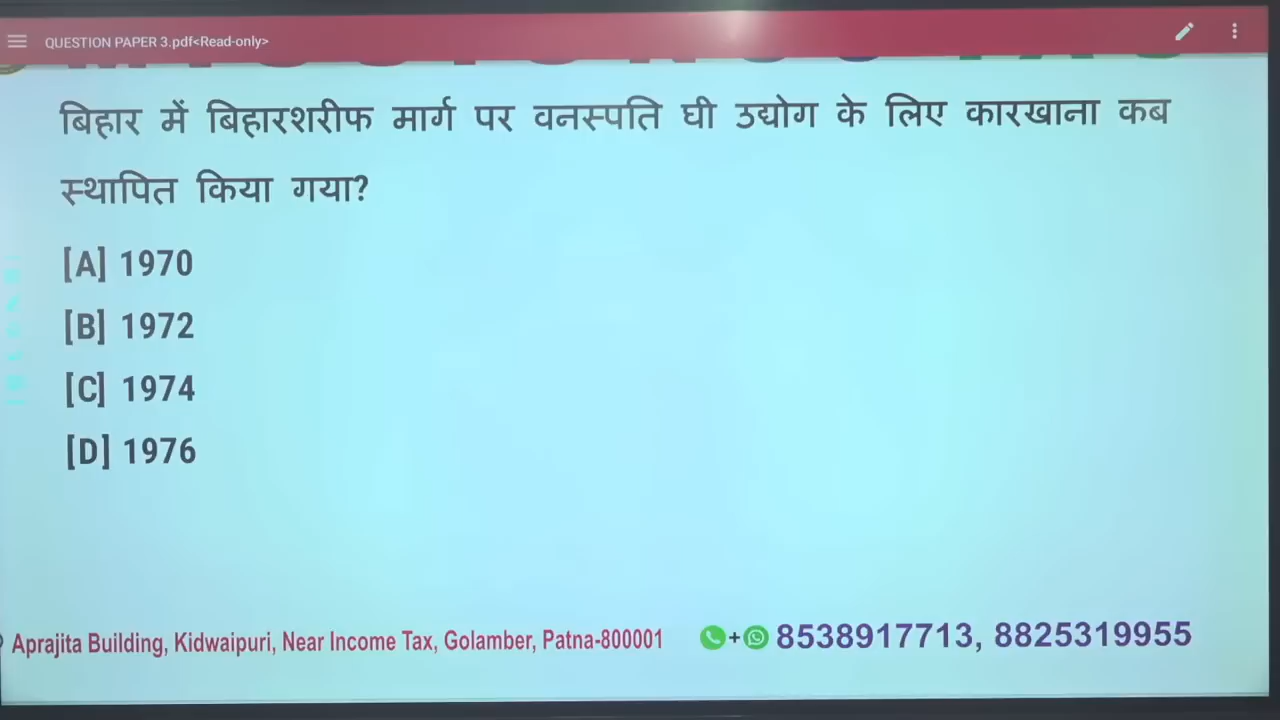 QUESTION PAPER 3.pdf<Read-only>
बिहार में बिहारशरीफ मार्ग पर वनस्पति घी उद्योग के लिए कारखाना कब
स्थापित किया गया?
[A] 1970
[B] 1972
[C] 1974
[D] 1976
Aprajita Building, Kidwaipuri, Near Income Tax, Golamber, Patna-800001 + 8538917713, 8825319955